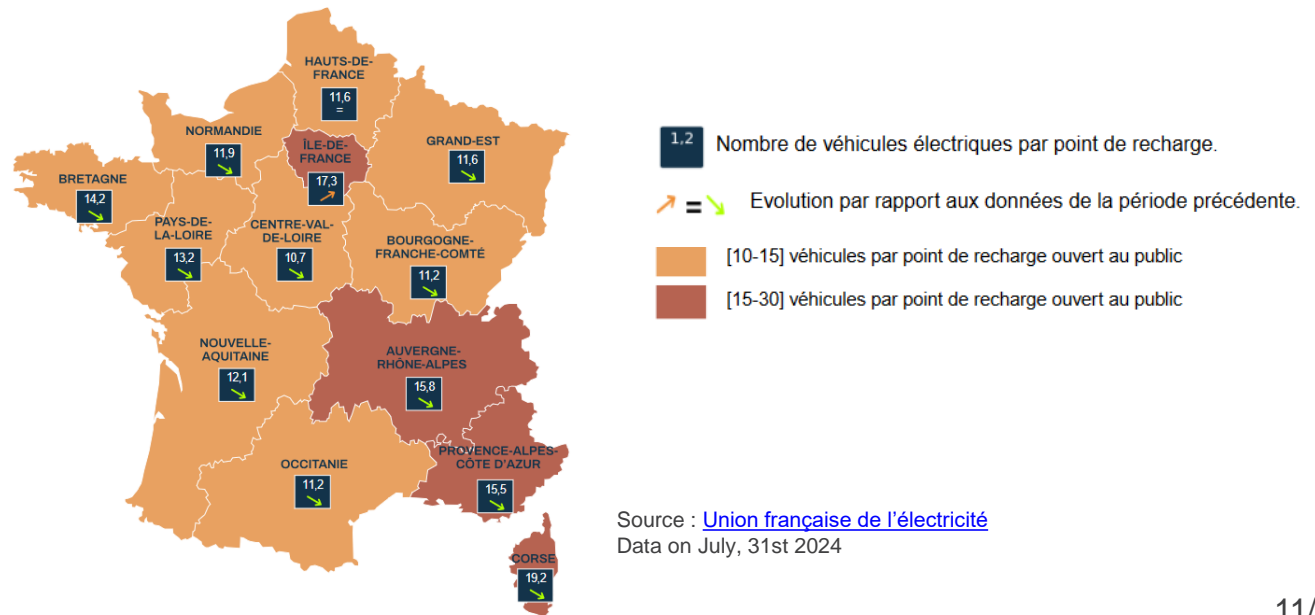 HAUTS-DE-
FRANCE
11,6
=
NORMANDIE
11,9
ÎLE-DE-
FRANCE
17,3
GRAND-EST
11,6
BRETAGNE
14,2
PAYS-DE-
LA-LOIRE
13,2
CENTRE-VAL-
DE-LOIRE
10,7
BOURGOGNE-
FRANCHE-COMTÉ
11,2
NOUVELLE-
AQUITAINE
12,1
AUVERGNE-
RHÔNE-ALPES
15,8
OCCITANIE
11,2
PROVENCE-ALPES-
CÔTE D'AZUR
15,5
CORSE
19,2
1,2 Nombre de véhicules électriques par point de recharge.
= Evolution par rapport aux données de la période précédente.
[10-15] véhicules par point de recharge ouvert au public
[15-30] véhicules par point de recharge ouvert au public
Source : Union française de l’électricité
Data on July, 31st 2024
11/